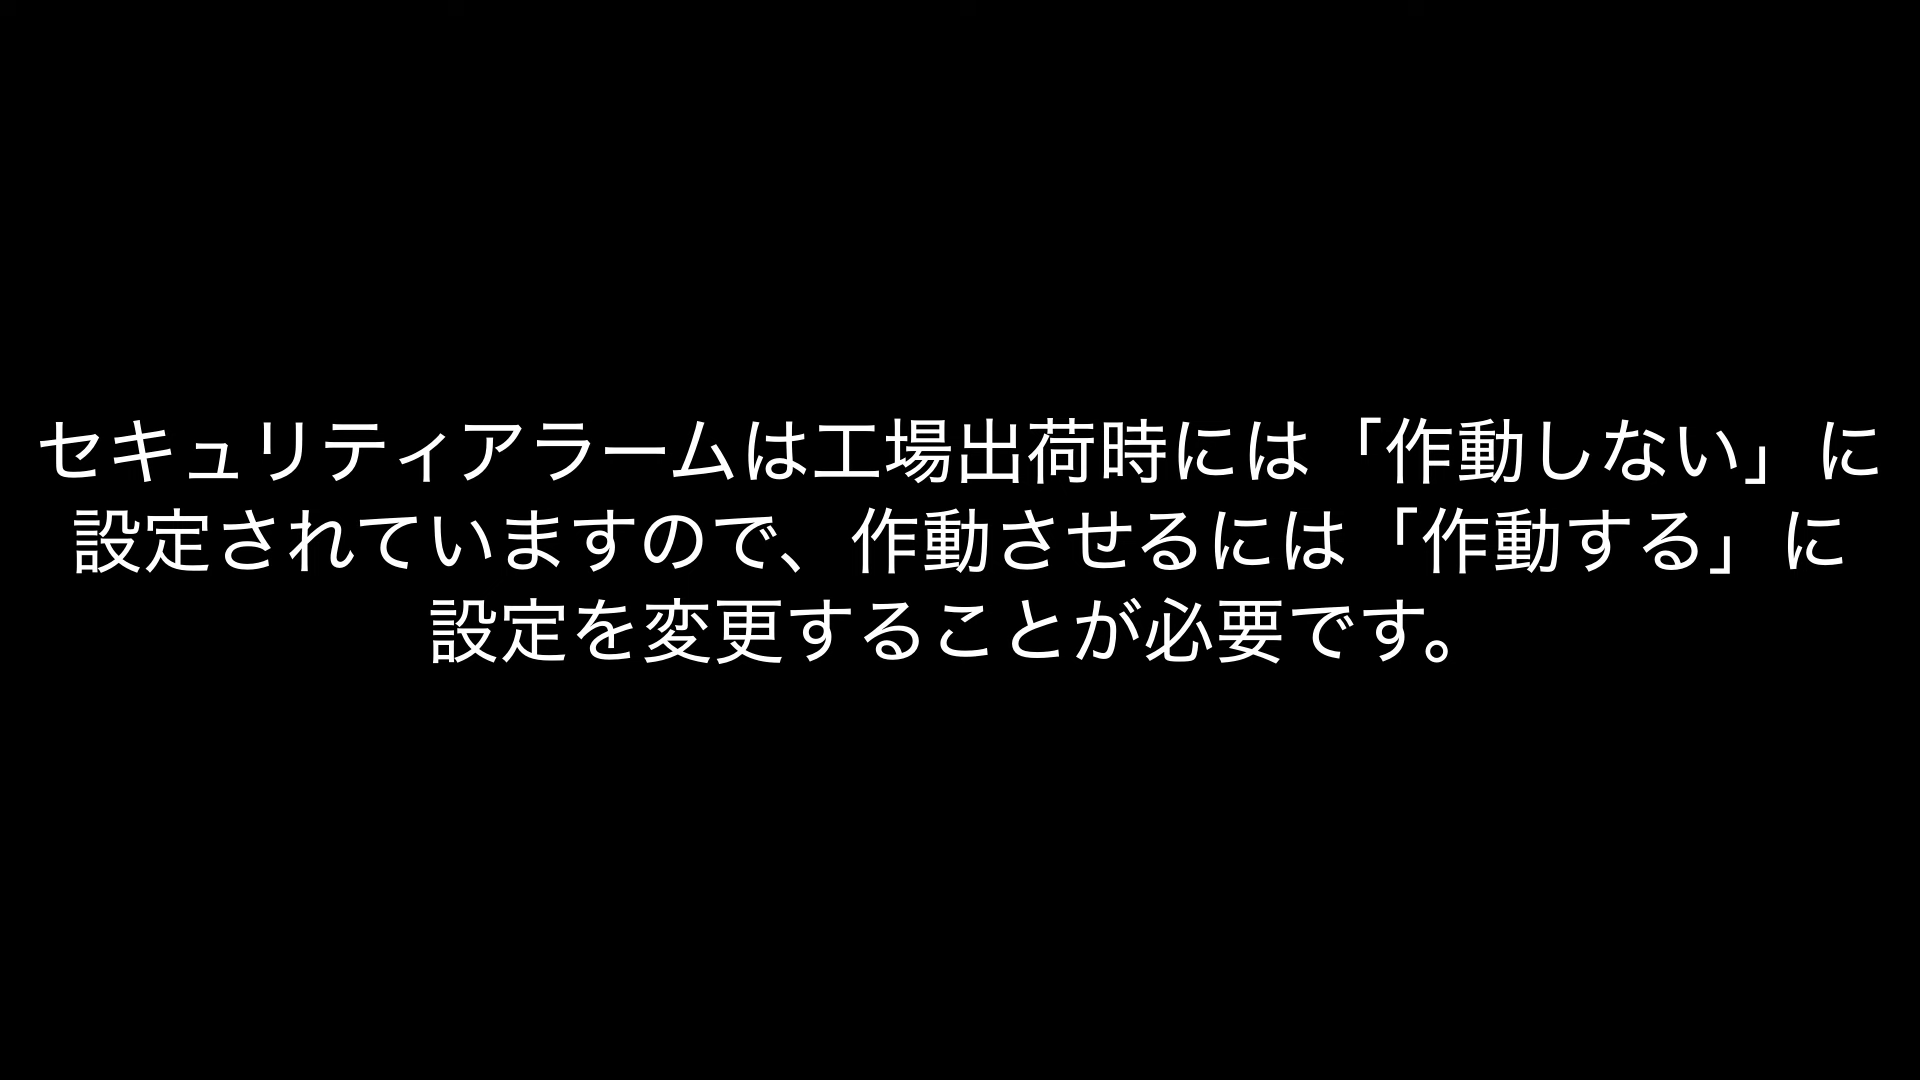 セキュリティアラームは工場出荷時には「作動しない」に
設定されていますので、作動させるには「作動する」に
設定を変更することが必要です。